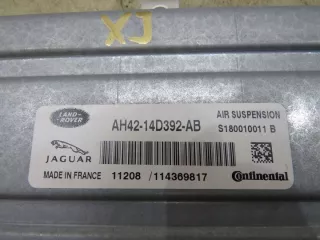 XJ
LAND-
ROVER
AH42-14D392-AB
AIR SUSPENSION
S180010011 B
JAGUAR
MADE IN FRANCE 11208 /114369817 Continental